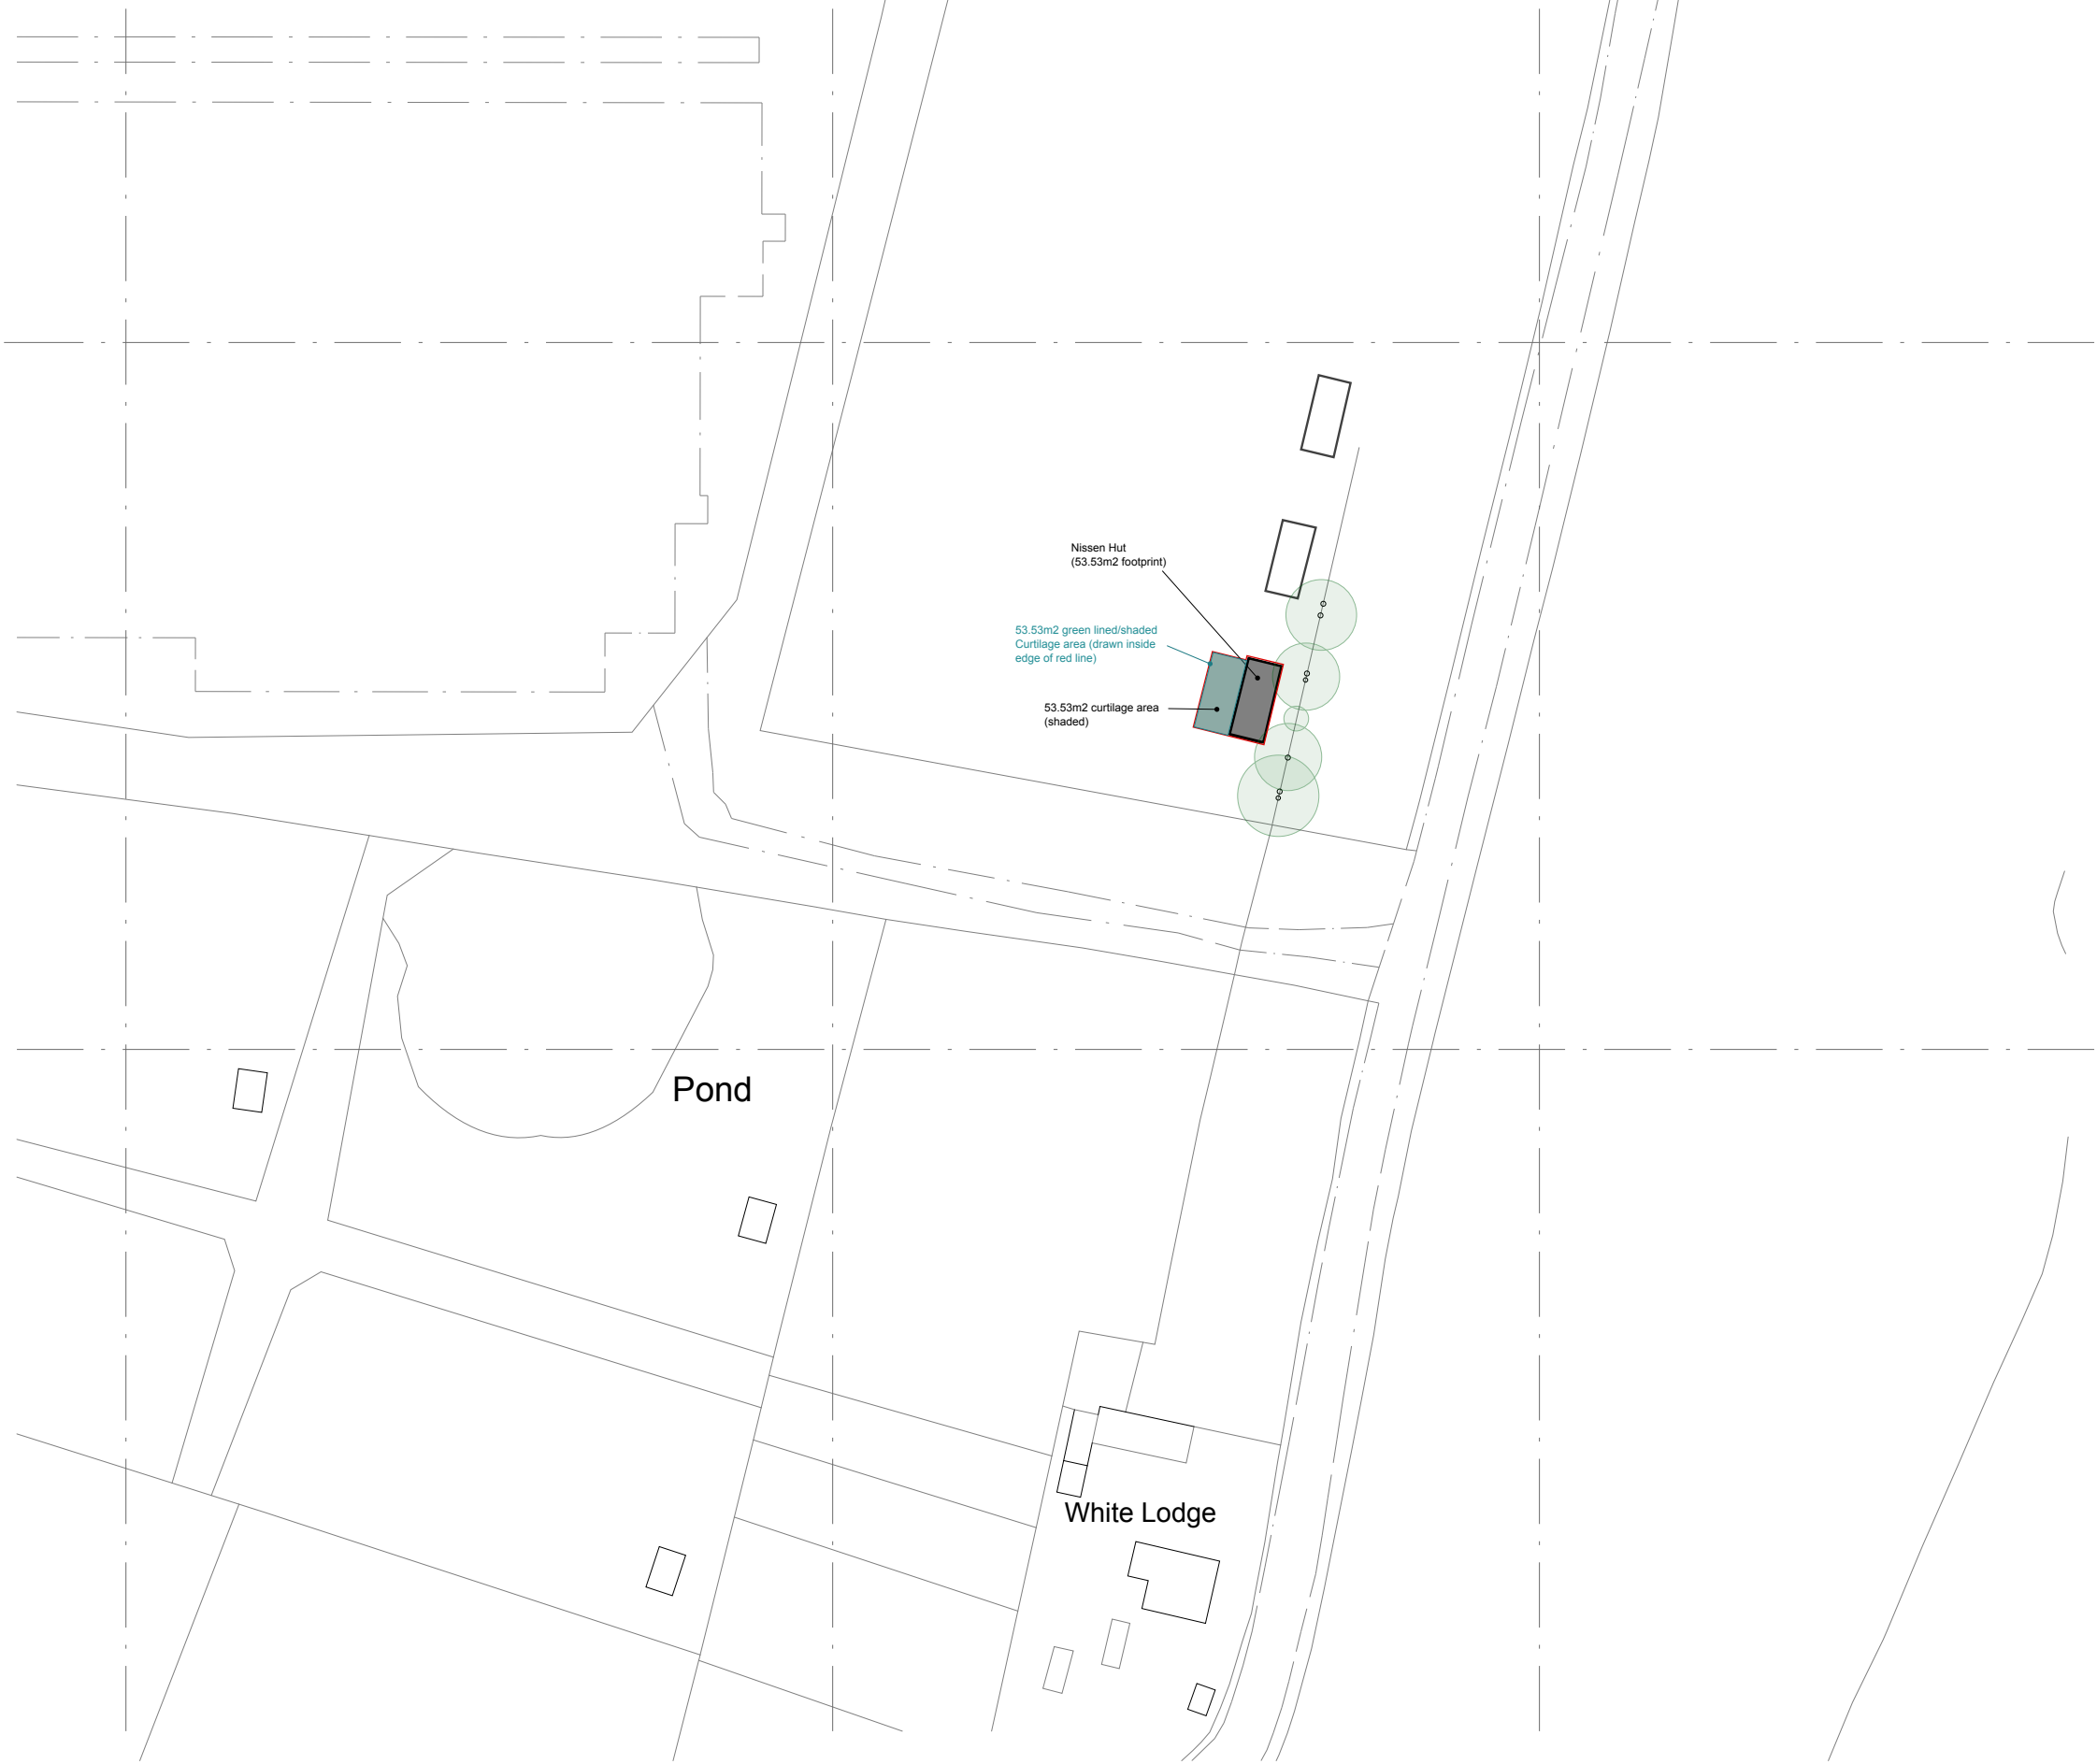 Nissen Hut
(53.53m2 footprint)
53.53m2 green lined/shaded
Curtilage area (drawn inside
edge of red line)
53.53m2 curtilage area
(shaded)
Pond
White Lodge